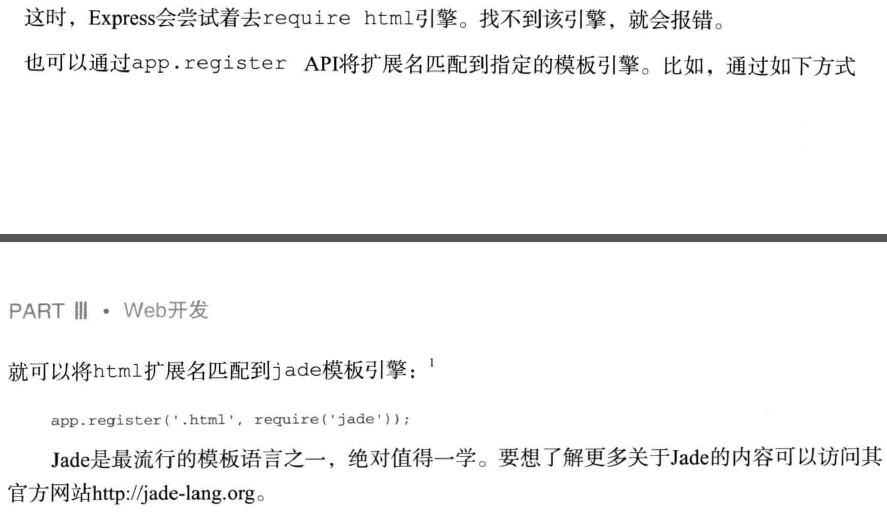 这时，Express会尝试着去require html引擎。找不到该引擎，就会报错。
也可以通过app.register API将扩展名匹配到指定的模板引擎。比如，通过如下方式
PART III • Web开发
就可以将html扩展名匹配到jade模板引擎：1
app.register('.html', require('jade'));
Jade是最流行的模板语言之一，绝对值得一学。要想了解更多关于Jade的内容可以访问其
官方网站http://jade-lang.org。